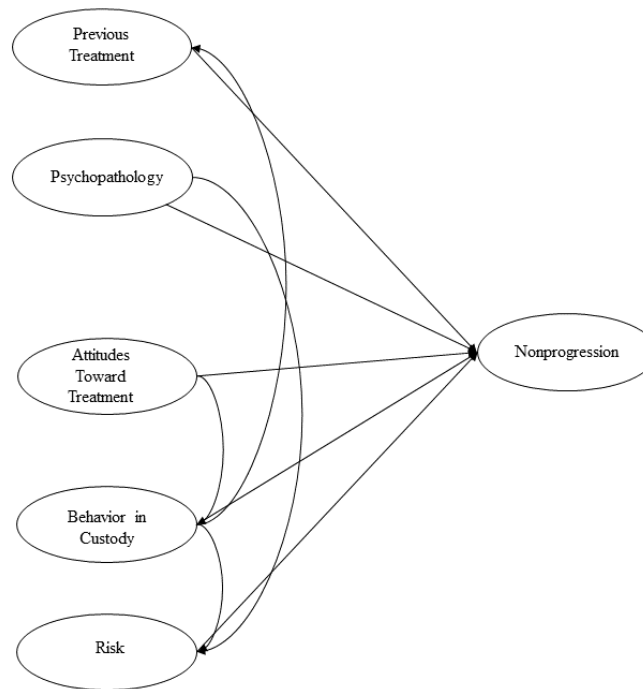 Previous
Treatment
Psychopathology
Attitudes
Toward
Treatment
Nonprogression
Behavior in
Custody
Risk